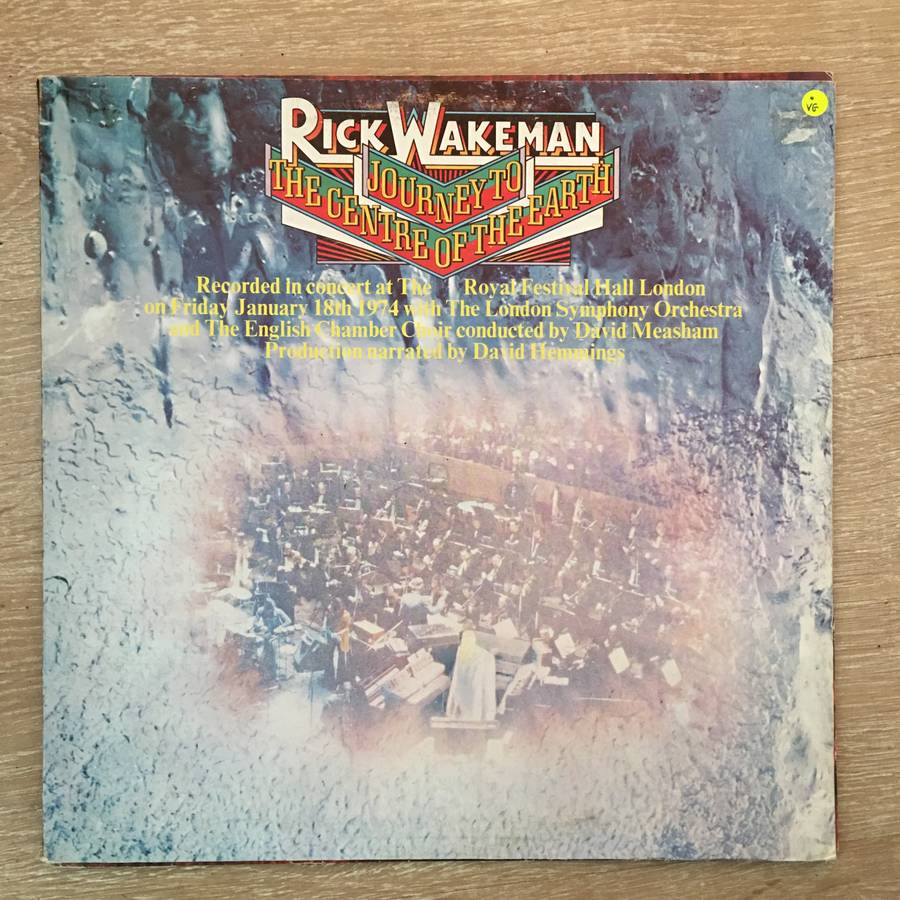 RICK WAKEMAN
JOURNEY TO
THE CENTRE OF THE EARTH
Recorded in concert at The Royal Festival Hall London
on Friday January 18th 1974 with The London Symphony Orchestra
and The English Chamber Choir conducted by David Measham
Production narrated by David Hemmings
VG